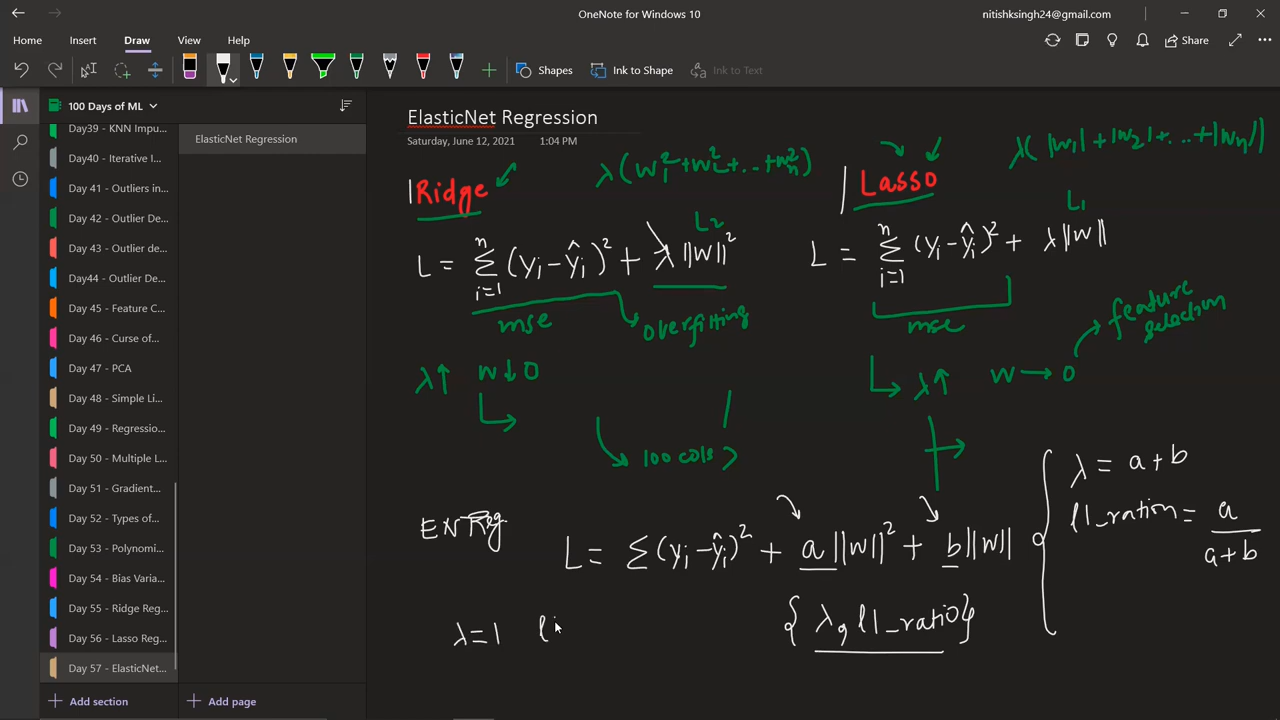 OneNote for Windows 10
nitishksingh24@gmail.com
Home Insert Draw View Help
Share
Shapes
Ink to Shape
Ink to Text
100 Days of ML
Day39 - KNN Impu...
Day40 - Iterative I...
Day 41 - Outliers in...
Day 42 - Outlier De...
Day 43 - Outlier de...
Day44 - Outlier De...
Day 45 - Feature C...
Day 46 - Curse of...
Day 47 - PCA
Day 48 - Simple Li...
Day 49 - Regressio...
Day 50 - Multiple L...
Day 51 - Gradient...
Day 52 - Types of...
Day 53 - Polynomi...
Day 54 - Bias Varia...
Day 55 - Ridge Reg...
Day 56 - Lasso Reg...
Day 57 - ElasticNet...
Add section
Add page
ElasticNet Regression
ElasticNet Regression
Saturday, June 12, 2021 1:04 PM
Ridge
λ(w₁²+w₂²+...+wₙ²)
L2
L = Σᵢ₌₁ⁿ (yᵢ-ŷᵢ)² + λ||w||²
mse
overfitting
λ↑ w↓0
100 cols >
Lasso
λ(|w₁|+|w₂|+...+|wₙ|)
L1
L = Σᵢ₌₁ⁿ (yᵢ-ŷᵢ)² + λ||w||
mse
feature
selection
λ↑ w → 0
EN Reg.
L = Σ(yᵢ-ŷᵢ)² + a||w||² + b||w||
λ = a+b
l1_ration = a/(a+b)
{λ, l1_ratio}
λ=1 l